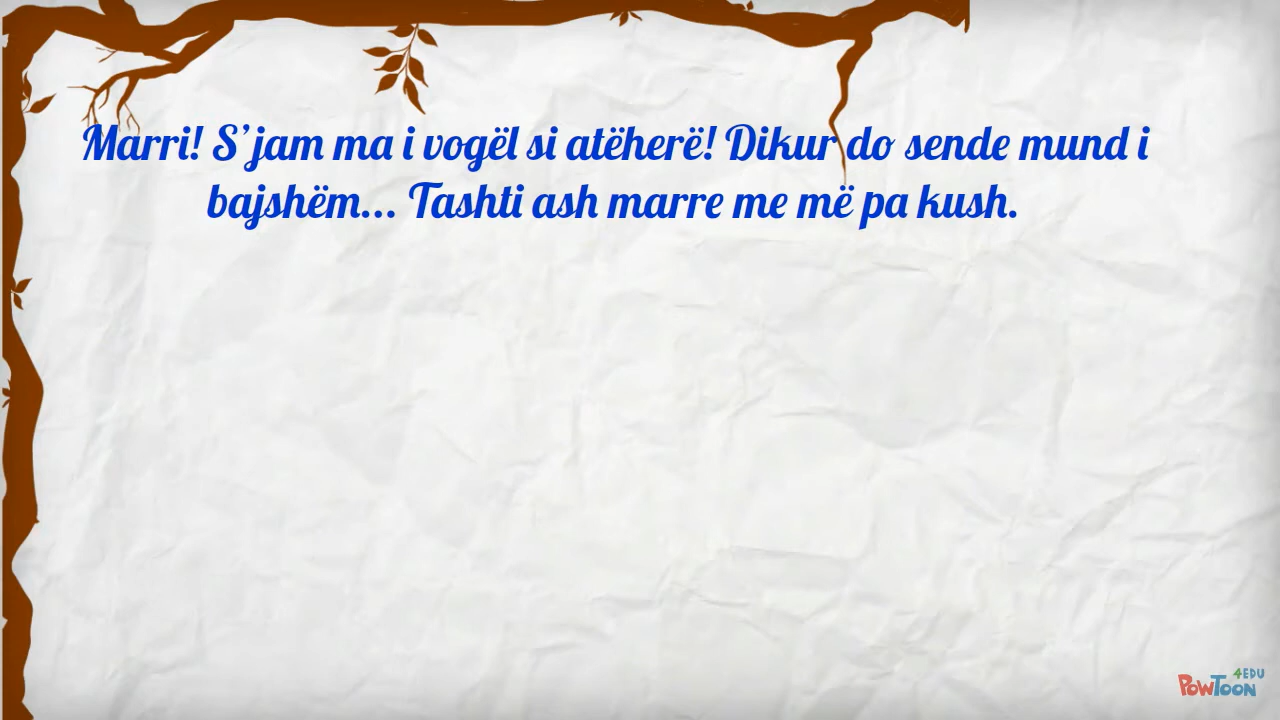 Marri! S’jam ma i vogël si atëherë! Dikur do sende mund i
bajshëm... Tashti ash marre me më pa kush.
4EDU
POWTOON